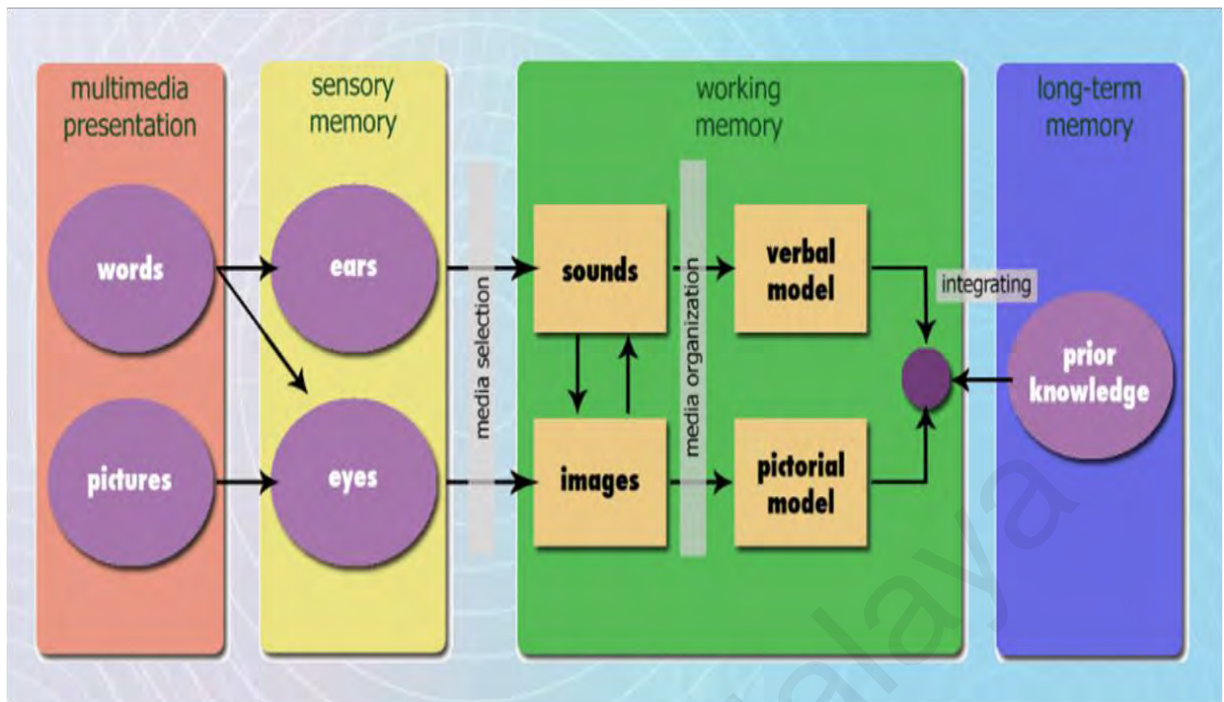 multimedia
presentation
sensory
memory
working
memory
long-term
memory
words
ears
media selection
sounds
media organization
verbal
model
integrating
prior
knowledge
pictures
eyes
images
pictorial
model